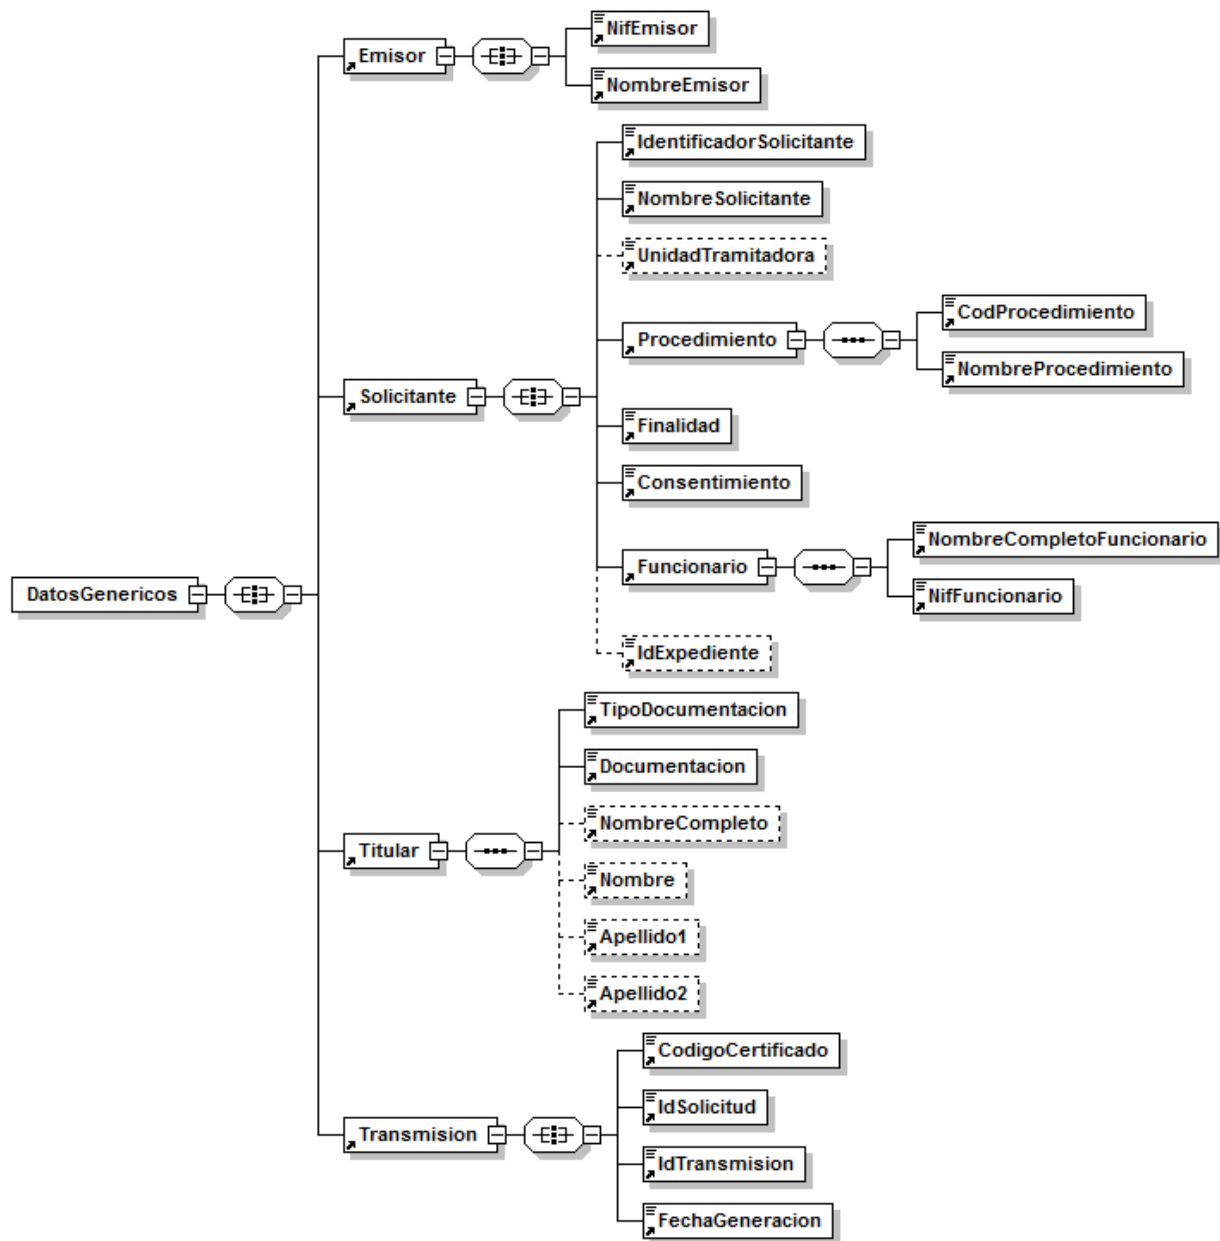 DatosGenericos
Emisor
NifEmisor
NombreEmisor
Solicitante
IdentificadorSolicitante
NombreSolicitante
UnidadTramitadora
Procedimiento
CodProcedimiento
NombreProcedimiento
Finalidad
Consentimiento
Funcionario
NombreCompletoFuncionario
NifFuncionario
IdExpediente
Titular
TipoDocumentacion
Documentacion
NombreCompleto
Nombre
Apellido1
Apellido2
Transmision
CodigoCertificado
IdSolicitud
IdTransmision
FechaGeneracion